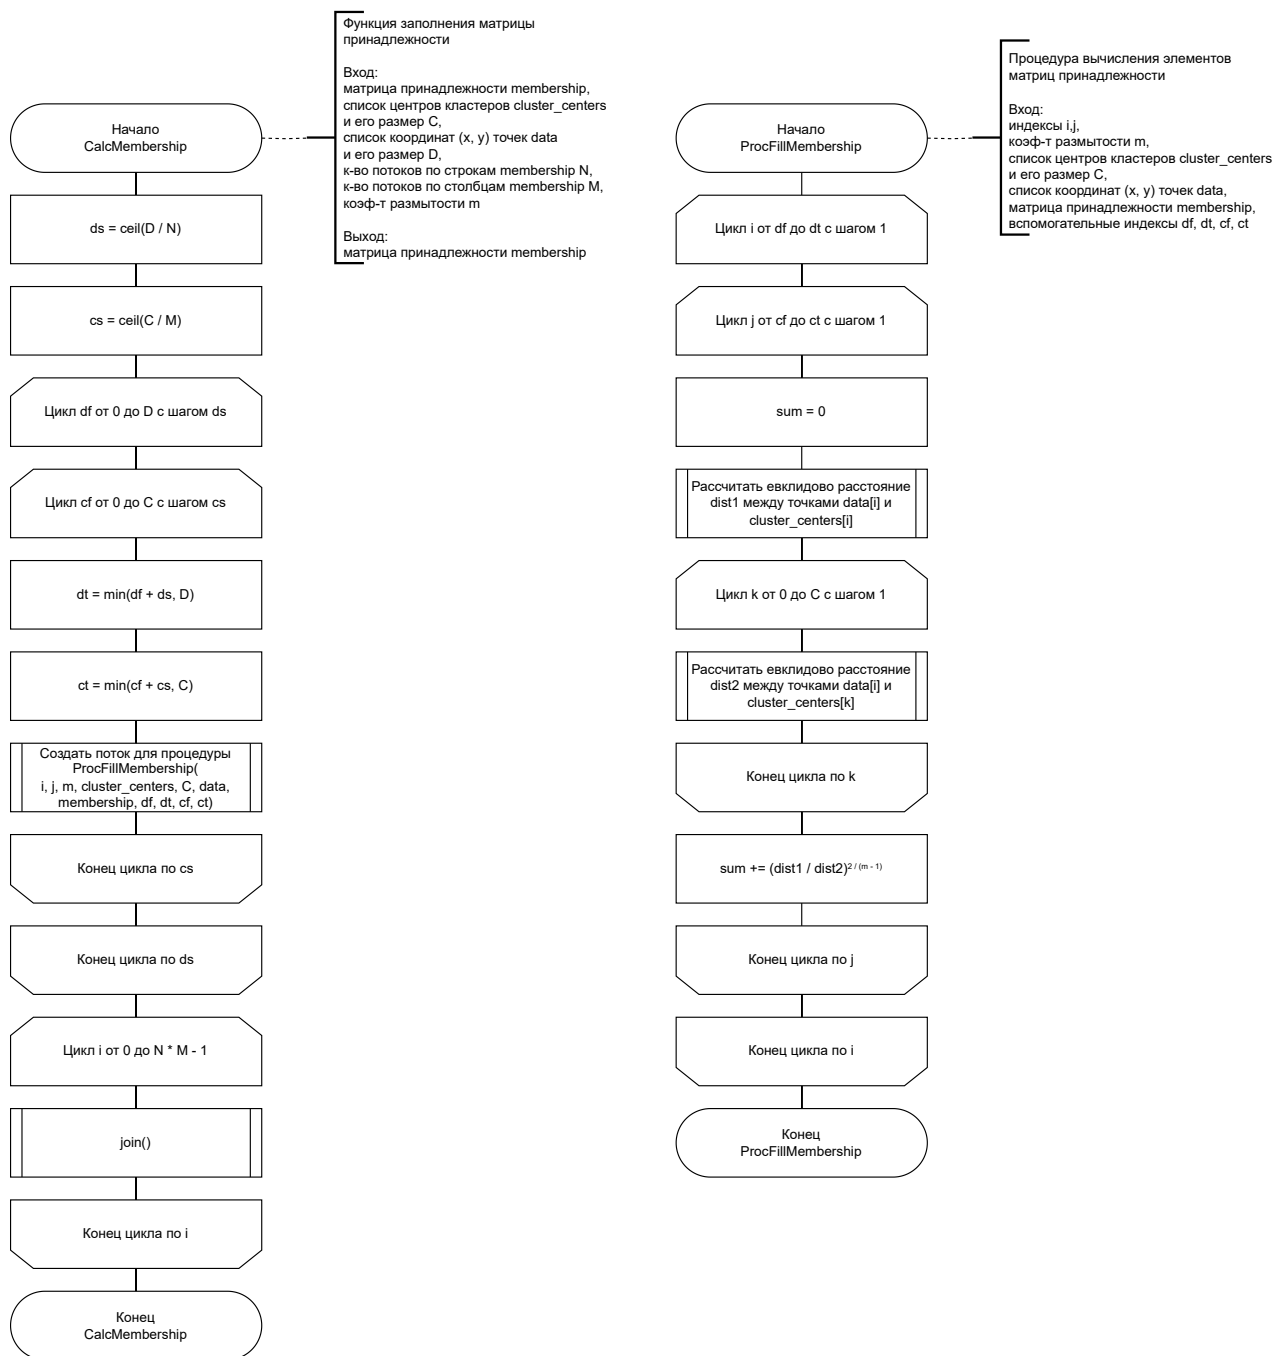 Функция заполнения матрицы
принадлежности
Вход:
матрица принадлежности membership,
список центров кластеров cluster_centers
и его размер C,
список координат (x, y) точек data
и его размер D,
к-во потоков по строкам membership N,
к-во потоков по столбцам membership M,
коэф-т размытости m
Выход:
матрица принадлежности membership
Начало
CalcMembership
ds = ceil(D / N)
cs = ceil(C / M)
Цикл df от 0 до D с шагом ds
Цикл cf от 0 до C с шагом cs
dt = min(df + ds, D)
ct = min(cf + cs, C)
Создать поток для процедуры
ProcFillMembership(
i, j, m, cluster_centers, C, data,
membership, df, dt, cf, ct)
Конец цикла по cs
Конец цикла по ds
Цикл i от 0 до N * M - 1
join()
Конец цикла по i
Конец
CalcMembership
Процедура вычисления элементов
матриц принадлежности
Вход:
индексы i,j,
коэф-т размытости m,
список центров кластеров cluster_centers
и его размер C,
список координат (x, y) точек data,
матрица принадлежности membership,
вспомогательные индексы df, dt, cf, ct
Начало
ProcFillMembership
Цикл i от df до dt с шагом 1
Цикл j от cf до ct с шагом 1
sum = 0
Рассчитать евклидово расстояние
dist1 между точками data[i] и
cluster_centers[i]
Цикл k от 0 до C с шагом 1
Рассчитать евклидово расстояние
dist2 между точками data[i] и
cluster_centers[k]
Конец цикла по k
sum += (dist1 / dist2)^2 / (m - 1)
Конец цикла по j
Конец цикла по i
Конец
ProcFillMembership